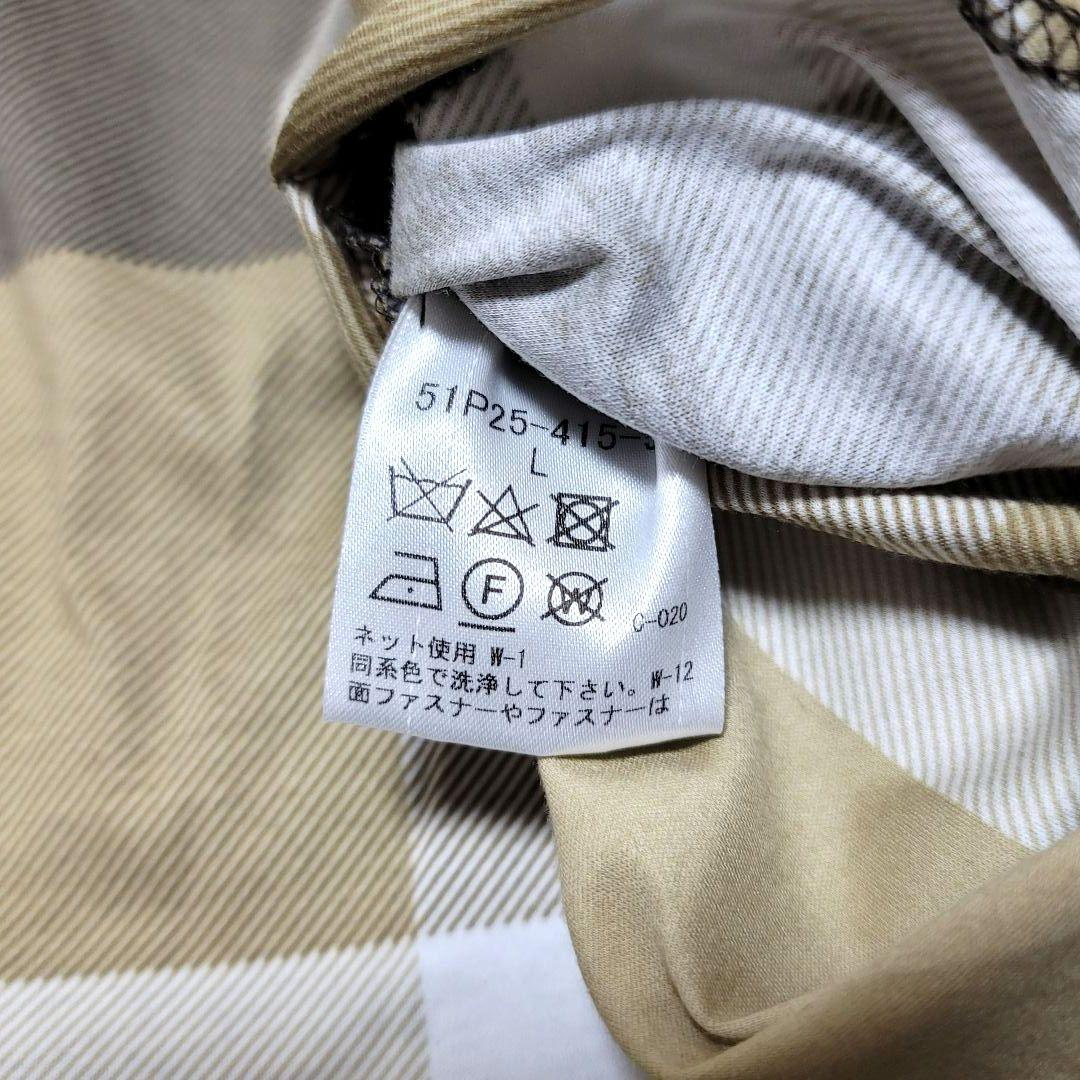 51P25-415-
L
F W
C-020
ネット使用 W-1
同系色で洗浄して下さい。W-12
面ファスナーやファスナーは